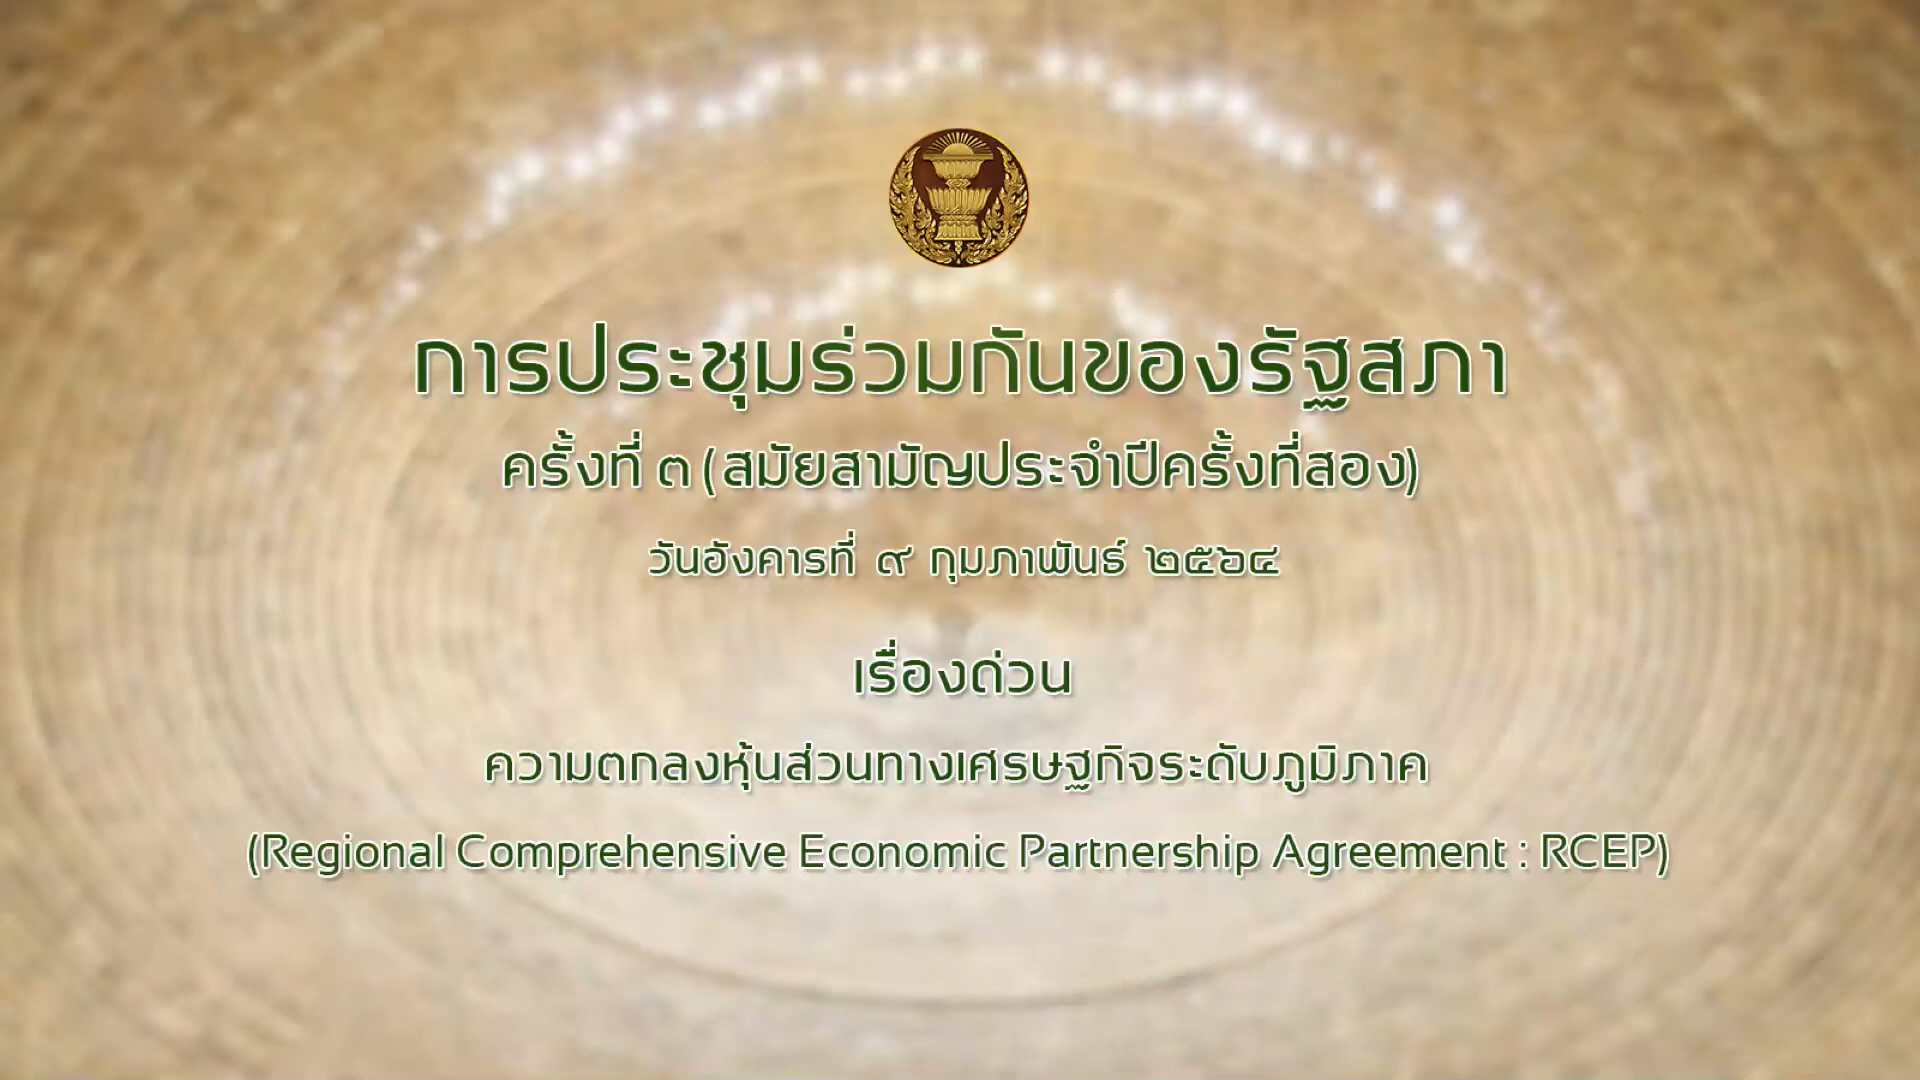 การประชุมร่วมกันของรัฐสภา
ครั้งที่ ๓ (สมัยสามัญประจำปีครั้งที่สอง)
วันอังคารที่ ๙ กุมภาพันธ์ ๒๕๖๔
เรื่องด่วน
ความตกลงหุ้นส่วนทางเศรษฐกิจระดับภูมิภาค
(Regional Comprehensive Economic Partnership Agreement : RCEP)